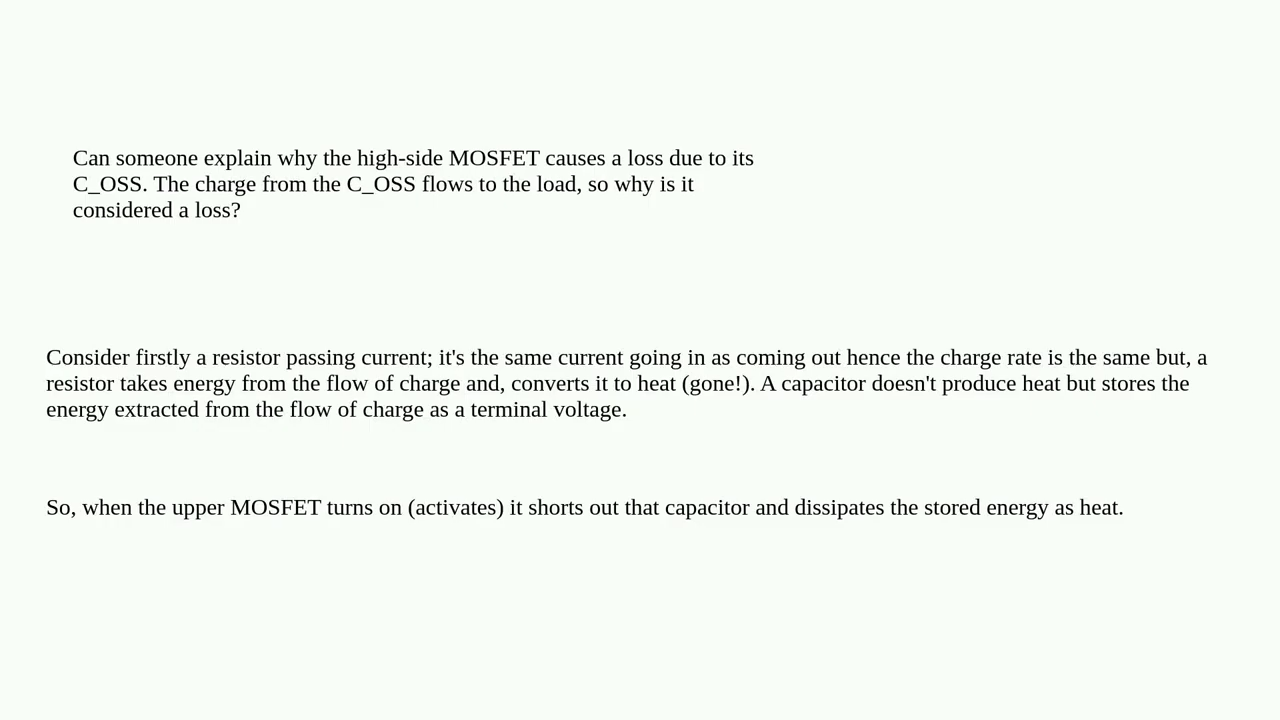 Can someone explain why the high-side MOSFET causes a loss due to its
C_OSS. The charge from the C_OSS flows to the load, so why is it
considered a loss?
Consider firstly a resistor passing current; it's the same current going in as coming out hence the charge rate is the same but, a
resistor takes energy from the flow of charge and, converts it to heat (gone!). A capacitor doesn't produce heat but stores the
energy extracted from the flow of charge as a terminal voltage.
So, when the upper MOSFET turns on (activates) it shorts out that capacitor and dissipates the stored energy as heat.